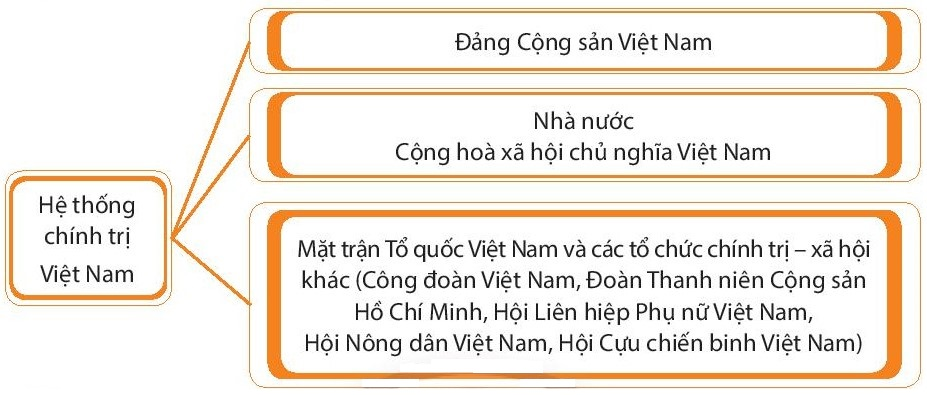 Đảng Cộng sản Việt Nam
Nhà nước
Cộng hoà xã hội chủ nghĩa Việt Nam
Hệ thống
chính trị
Việt Nam
Mặt trận Tổ quốc Việt Nam và các tổ chức chính trị – xã hội
khác (Công đoàn Việt Nam, Đoàn Thanh niên Cộng sản
Hồ Chí Minh, Hội Liên hiệp Phụ nữ Việt Nam,
Hội Nông dân Việt Nam, Hội Cựu chiến binh Việt Nam)